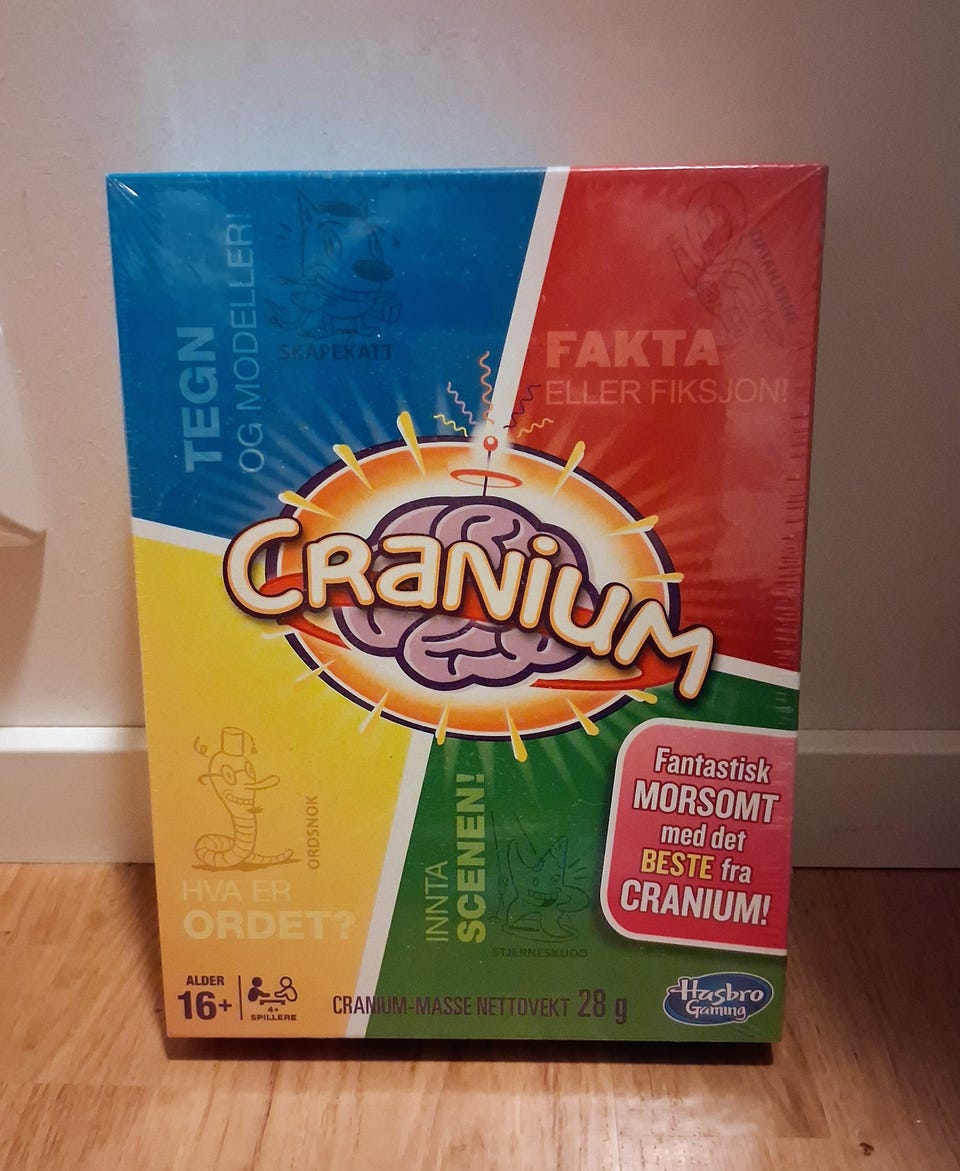 TEGN
OG MODELLER!
SKAPEKATT
FAKTA
ELLER FIKSJON!
CRANIUM
ORDSNOK
HVA ER
ORDET?
INNTA
SCENEN!
STJERNESKUDD
Fantastisk
MORSOMT
med det
BESTE fra
CRANIUM!
ALDER
16+
4+
SPILLERE
CRANIUM-MASSE NETTOVEKT 28 g
Hasbro
Gaming